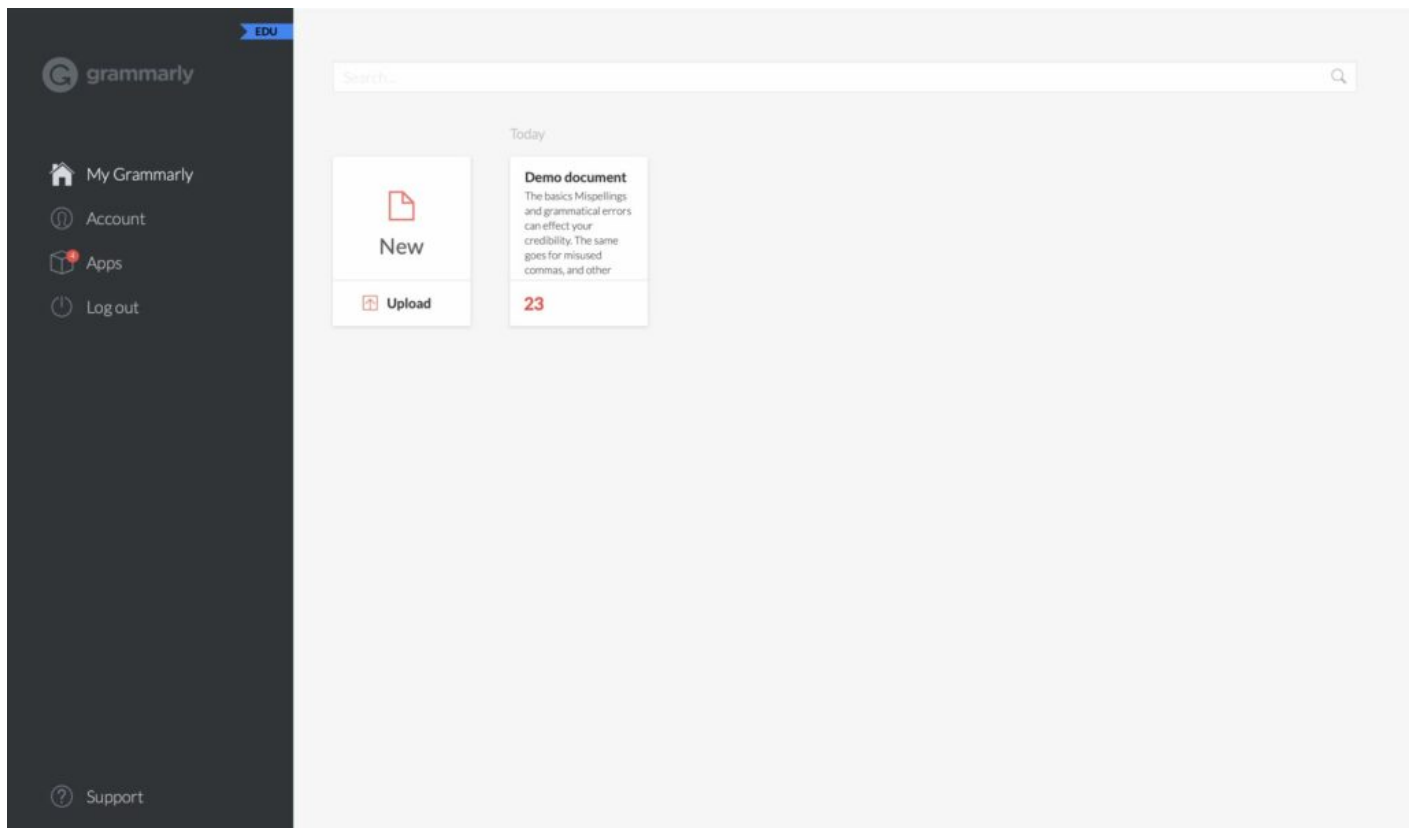 EDU
grammarly
My Grammarly
Account
4
Apps
Log out
Support
Search...
Today
New
Upload
Demo document
The basics Mispellings
and grammatical errors
can effect your
credibility. The same
goes for misused
commas, and other
23